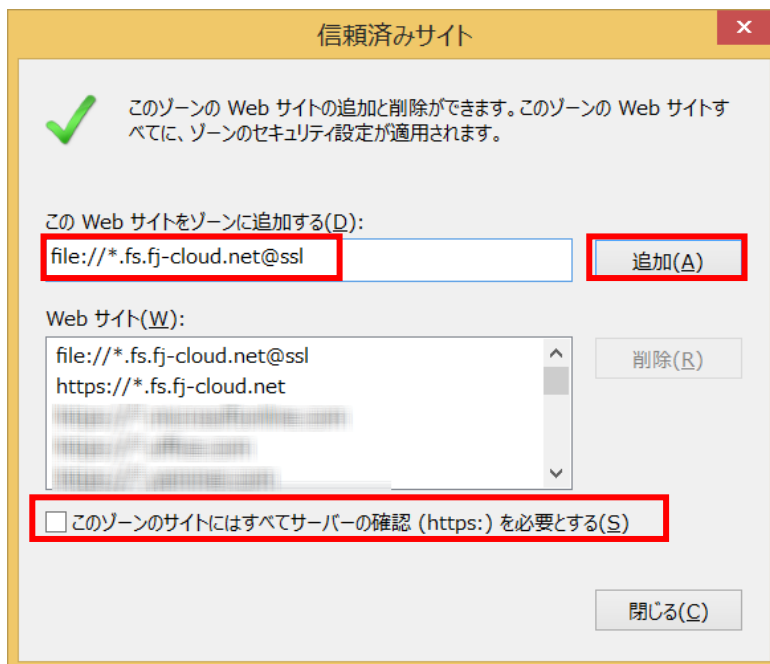 信頼済みサイト
このゾーンの Web サイトの追加と削除ができます。このゾーンの Web サイトす
べてに、ゾーンのセキュリティ設定が適用されます。
この Web サイトをゾーンに追加する(D):
file://*.fs.fj-cloud.net@ssl
追加(A)
Web サイト(W):
file://*.fs.fj-cloud.net@ssl
https://*.fs.fj-cloud.net
削除(R)
このゾーンのサイトにはすべてサーバーの確認 (https:) を必要とする(S)
閉じる(C)